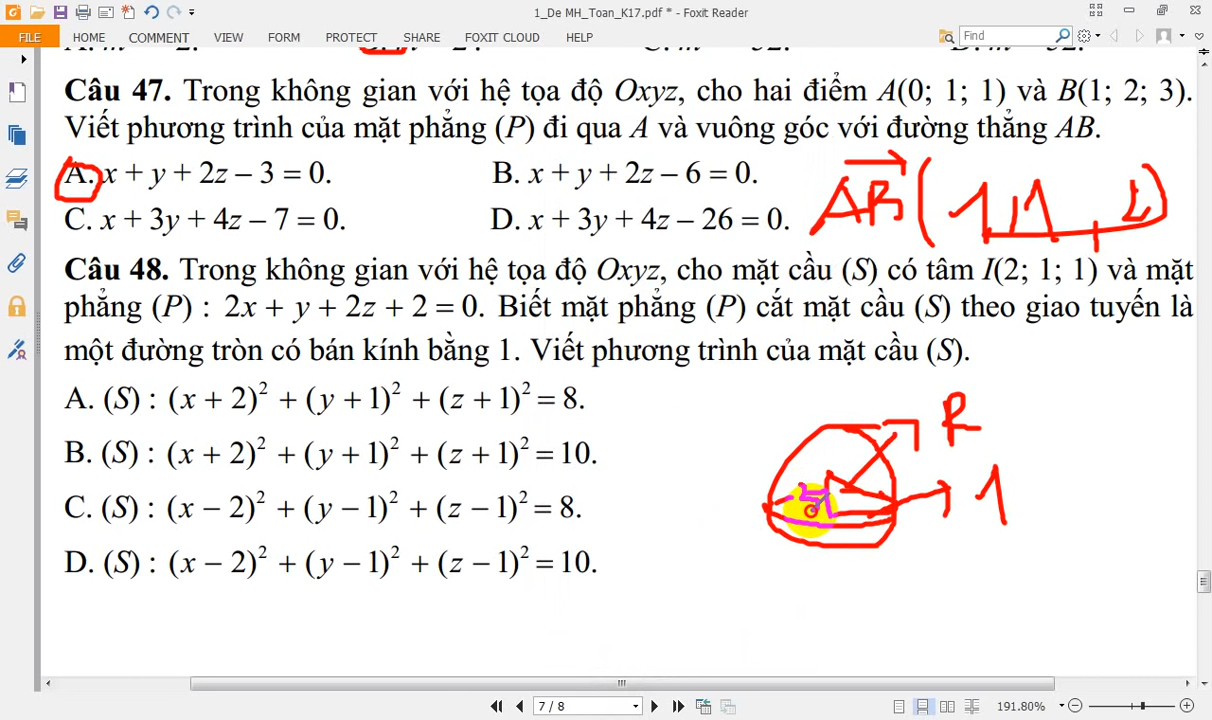 1_De MH_Toan_K17.pdf * - Foxit Reader
FILE HOME COMMENT VIEW FORM PROTECT SHARE FOXIT CLOUD HELP Find
Câu 47. Trong không gian với hệ tọa độ Oxyz, cho hai điểm A(0; 1; 1) và B(1; 2; 3).
Viết phương trình của mặt phẳng (P) đi qua A và vuông góc với đường thẳng AB.
A. x + y + 2z − 3 = 0. B. x + y + 2z − 6 = 0.
C. x + 3y + 4z − 7 = 0. D. x + 3y + 4z − 26 = 0.
AB ( 1 1 2 )
Câu 48. Trong không gian với hệ tọa độ Oxyz, cho mặt cầu (S) có tâm I(2; 1; 1) và mặt
phẳng (P) : 2x + y + 2z + 2 = 0. Biết mặt phẳng (P) cắt mặt cầu (S) theo giao tuyến là
một đường tròn có bán kính bằng 1. Viết phương trình của mặt cầu (S).
A. (S) : (x + 2)² + (y + 1)² + (z + 1)² = 8.
R
B. (S) : (x + 2)² + (y + 1)² + (z + 1)² = 10.
C. (S) : (x − 2)² + (y − 1)² + (z − 1)² = 8.
1
D. (S) : (x − 2)² + (y − 1)² + (z − 1)² = 10.
7 / 8 191.80%